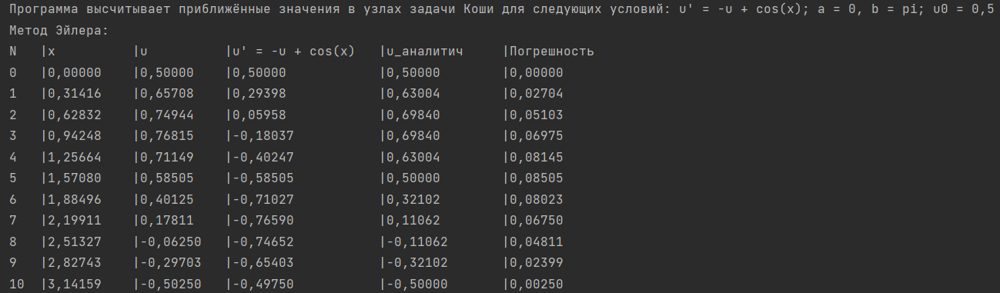 Программа высчитывает приближённые значения в узлах задачи Коши для следующих условий: u' = -u + cos(x); a = 0, b = pi; u0 = 0,5
Метод Эйлера:
N |x |u |u' = -u + cos(x) |u_аналитич |Погрешность
0 |0,00000 |0,50000 |0,50000 |0,50000 |0,00000
1 |0,31416 |0,65708 |0,29398 |0,63004 |0,02704
2 |0,62832 |0,74944 |0,05958 |0,69840 |0,05103
3 |0,94248 |0,76815 |-0,18037 |0,69840 |0,06975
4 |1,25664 |0,71149 |-0,40247 |0,63004 |0,08145
5 |1,57080 |0,58505 |-0,58505 |0,50000 |0,08505
6 |1,88496 |0,40125 |-0,71027 |0,32102 |0,08023
7 |2,19911 |0,17811 |-0,76590 |0,11062 |0,06750
8 |2,51327 |-0,06250 |-0,74652 |-0,11062 |0,04811
9 |2,82743 |-0,29703 |-0,65403 |-0,32102 |0,02399
10 |3,14159 |-0,50250 |-0,49750 |-0,50000 |0,00250